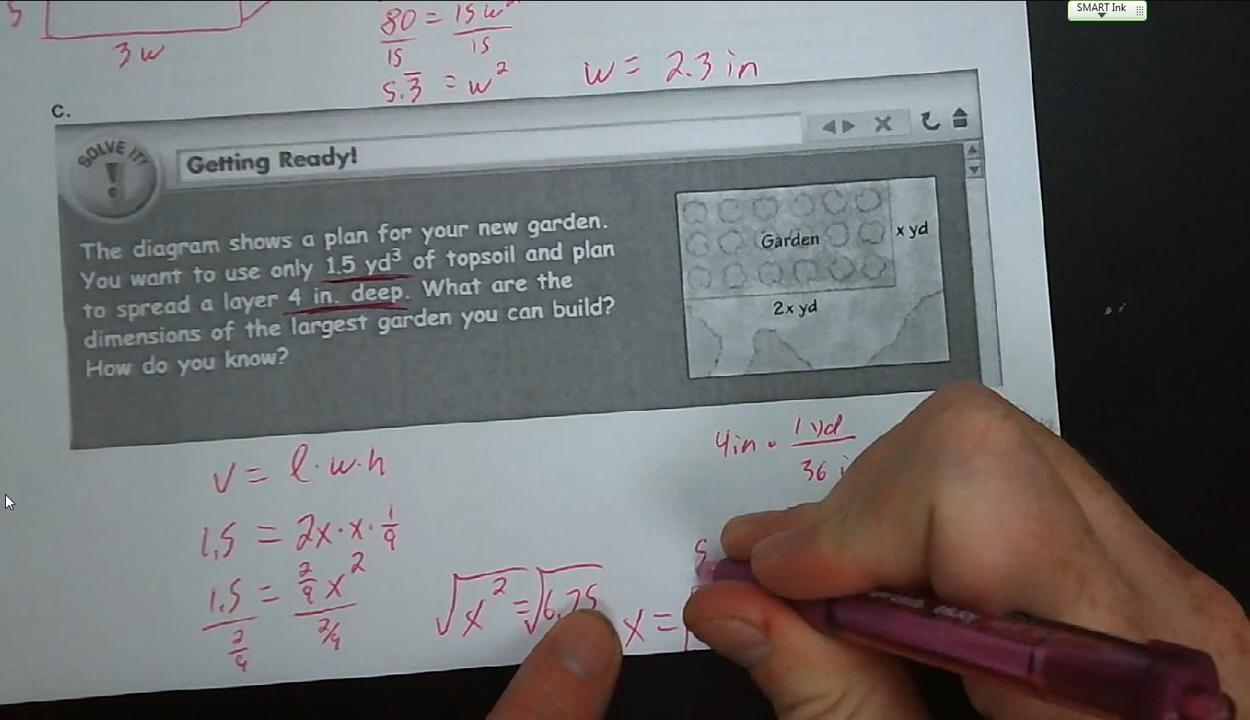 SMART Ink
5
3w
80 = 15w²
15 15
5.3̅ = w²
w = 2.3 in
C.
SOLVE IT!
Getting Ready!
The diagram shows a plan for your new garden.
You want to use only 1.5 yd³ of topsoil and plan
to spread a layer 4 in. deep. What are the
dimensions of the largest garden you can build?
How do you know?
Garden
x yd
2x yd
4in · 1 yd
36 i
V = l·w·h
1.5 = 2x·x·1/9
1.5 = 2/9 x²
2/9 2/9
√x² = √6.75
x =